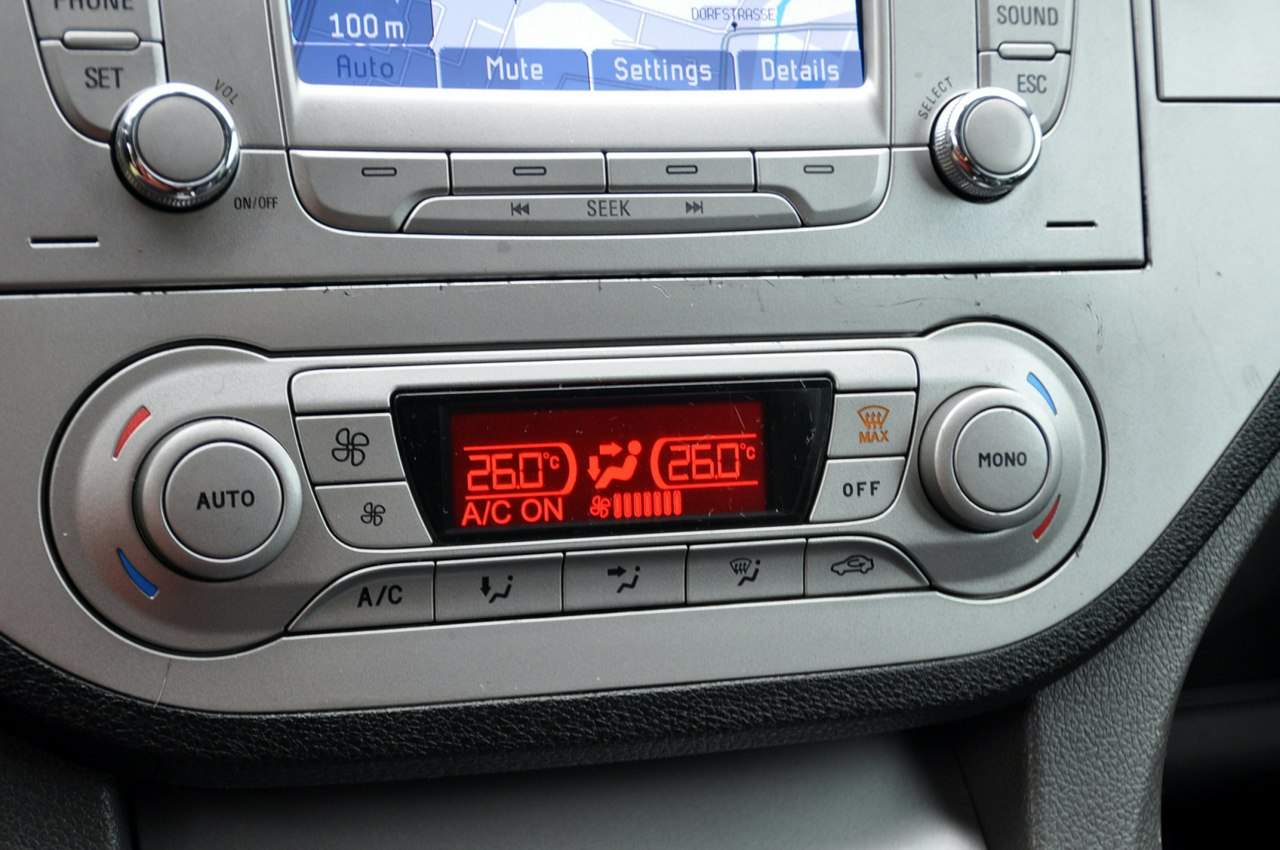 PHONE
SET
VOL
ON/OFF
100 m
DORFSTRASSE
Auto
Mute
Settings
Details
SOUND
ESC
SELECT
SEEK
AUTO
26.0°C
26.0°C
A/C ON
MAX
OFF
MONO
A/C